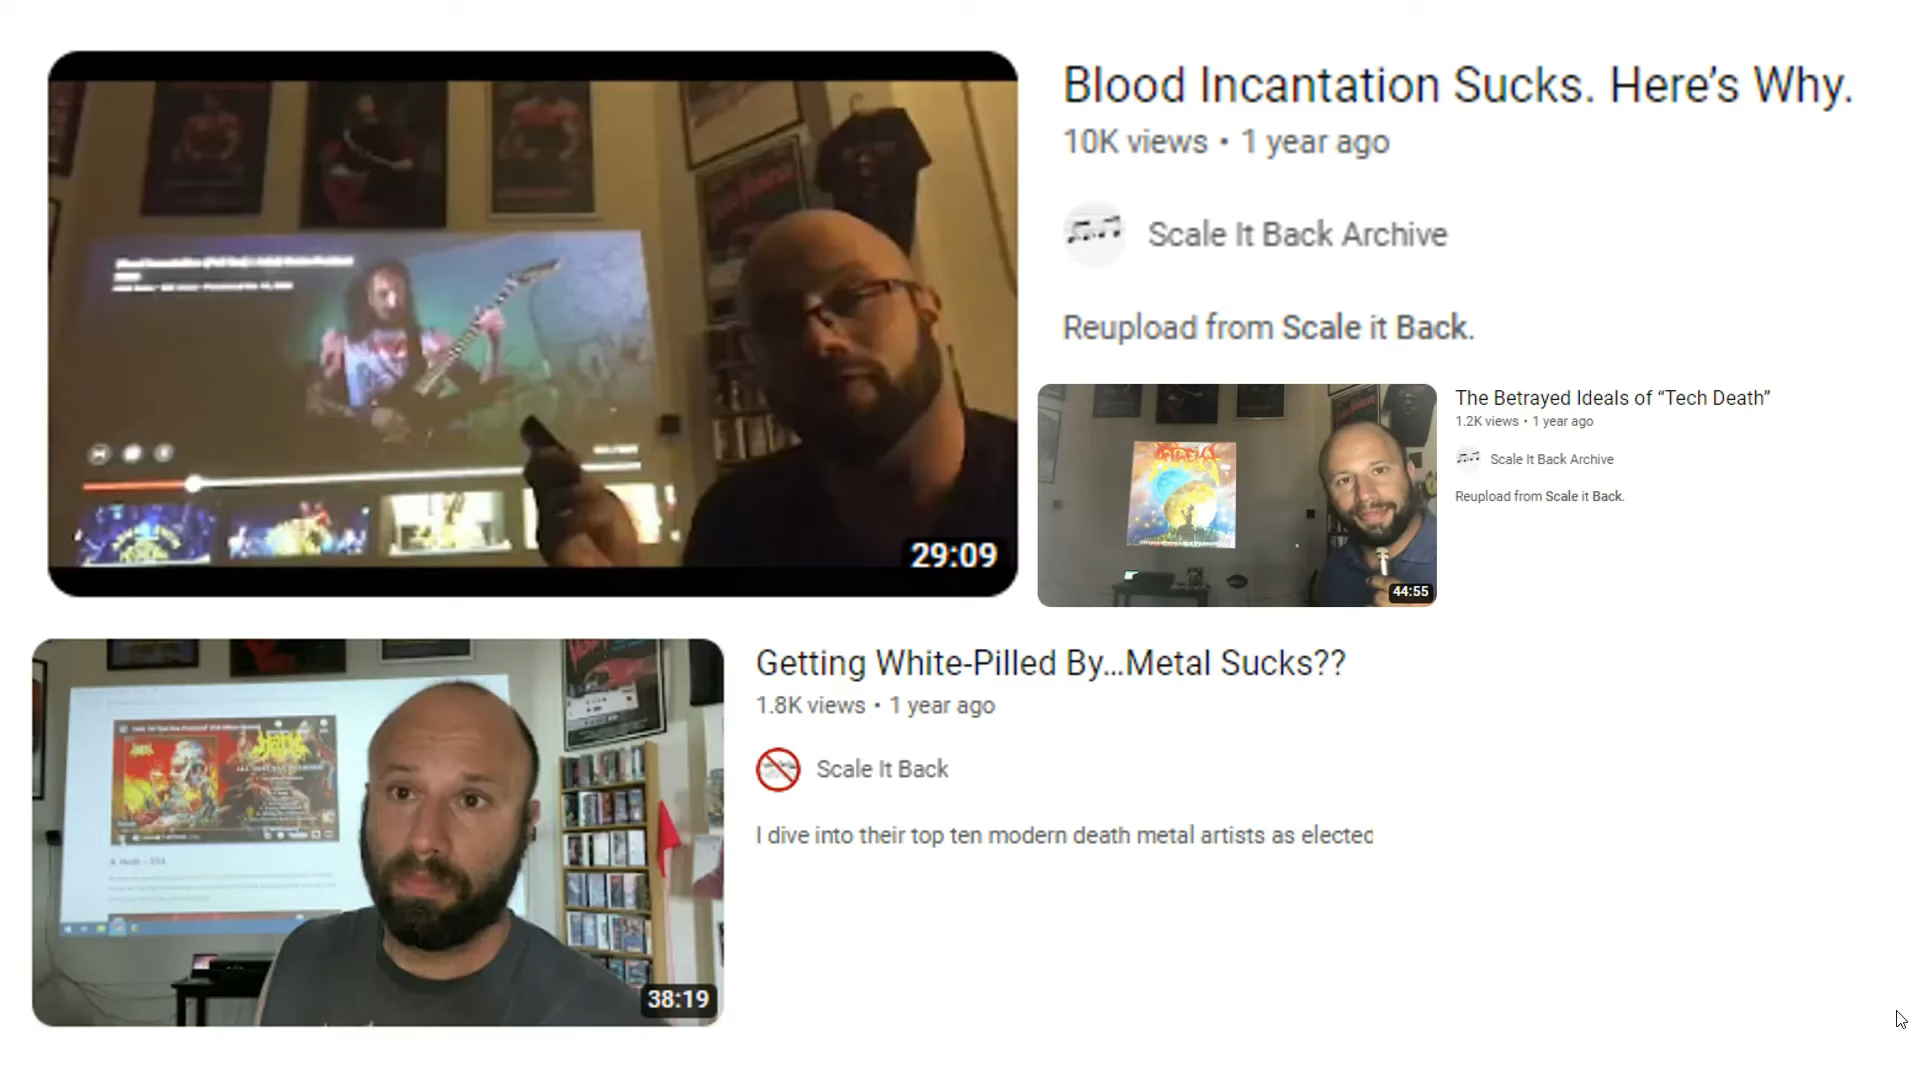 Blood Incantation Sucks. Here’s Why.
10K views • 1 year ago
Scale It Back Archive
Reupload from Scale it Back.
29:09
The Betrayed Ideals of “Tech Death”
1.2K views • 1 year ago
Scale It Back Archive
Reupload from Scale it Back.
44:55
Getting White-Pilled By...Metal Sucks??
1.8K views • 1 year ago
Scale It Back
I dive into their top ten modern death metal artists as elected
38:19